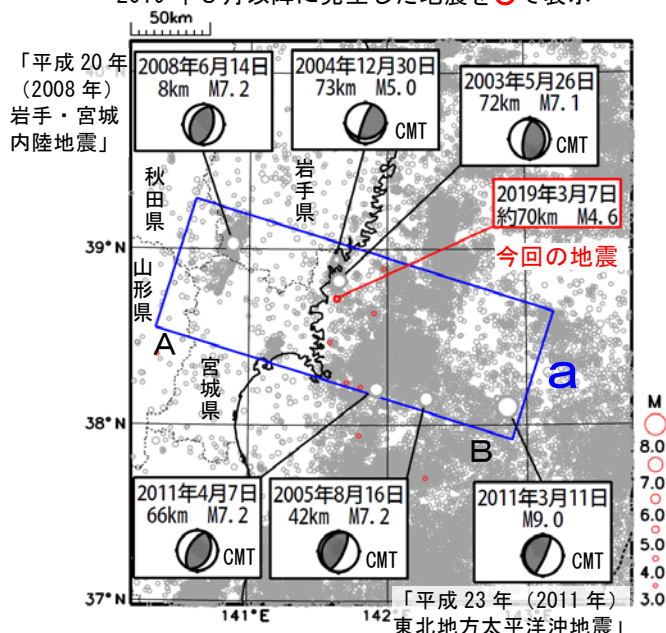 50km
「平成 20 年
（2008 年）
岩手・宮城
内陸地震」
2008年6月14日
8km M7.2
2004年12月30日
73km M5.0
CMT
2003年5月26日
72km M7.1
2019年3月7日
約70km M4.6
今回の地震
秋田県
岩手県
山形県
宮城県
39°N
38°N
37°N
A
B
a
M
8.0
7.0
6.0
5.0
4.0
3.0
2011年4月7日
66km M7.2
CMT
2005年8月16日
42km M7.2
CMT
2011年3月11日
M9.0
CMT
「平成 23 年（2011 年）
東北地方太平洋沖地震」
141°E
142°E